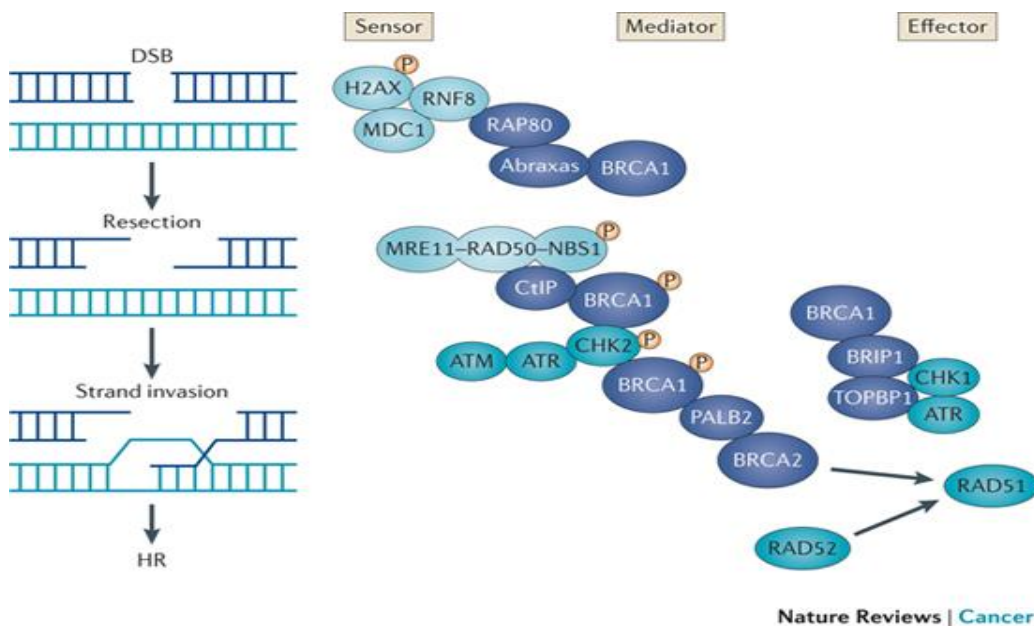 Sensor
Mediator
Effector
DSB
P
H2AX
RNF8
MDC1
RAP80
Abraxas
BRCA1
Resection
P
MRE11–RAD50–NBS1
CtIP
BRCA1
P
BRCA1
BRIP1
CHK1
TOPBP1
ATR
ATM
ATR
CHK2
P
BRCA1
P
PALB2
BRCA2
Strand invasion
RAD51
RAD52
HR
Nature Reviews | Cancer